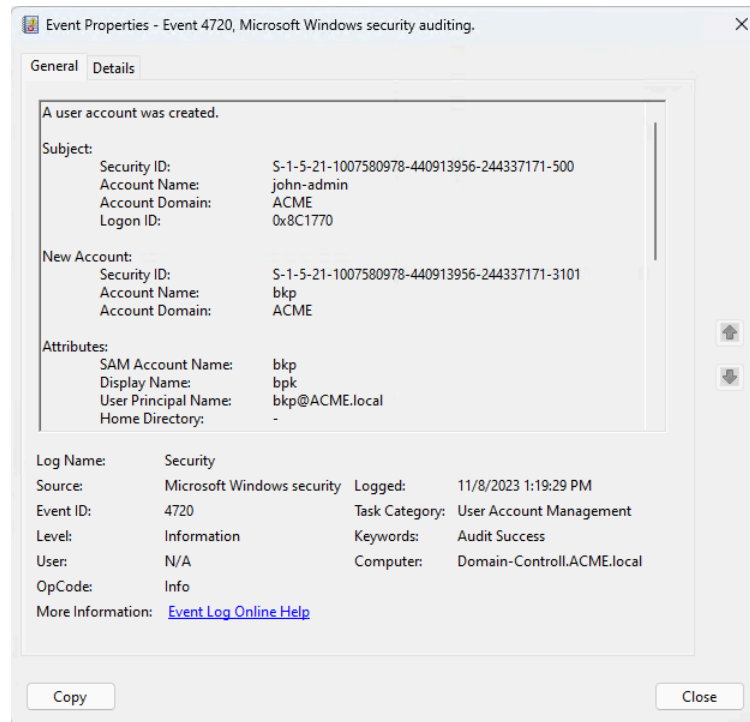 Event Properties - Event 4720, Microsoft Windows security auditing.
General Details
A user account was created.
Subject:
Security ID: S-1-5-21-1007580978-440913956-244337171-500
Account Name: john-admin
Account Domain: ACME
Logon ID: 0x8C1770
New Account:
Security ID: S-1-5-21-1007580978-440913956-244337171-3101
Account Name: bkp
Account Domain: ACME
Attributes:
SAM Account Name: bkp
Display Name: bpk
User Principal Name: bkp@ACME.local
Home Directory: -
Log Name: Security
Source: Microsoft Windows security Logged: 11/8/2023 1:19:29 PM
Event ID: 4720 Task Category: User Account Management
Level: Information Keywords: Audit Success
User: N/A Computer: Domain-Controll.ACME.local
OpCode: Info
More Information: Event Log Online Help
Copy Close